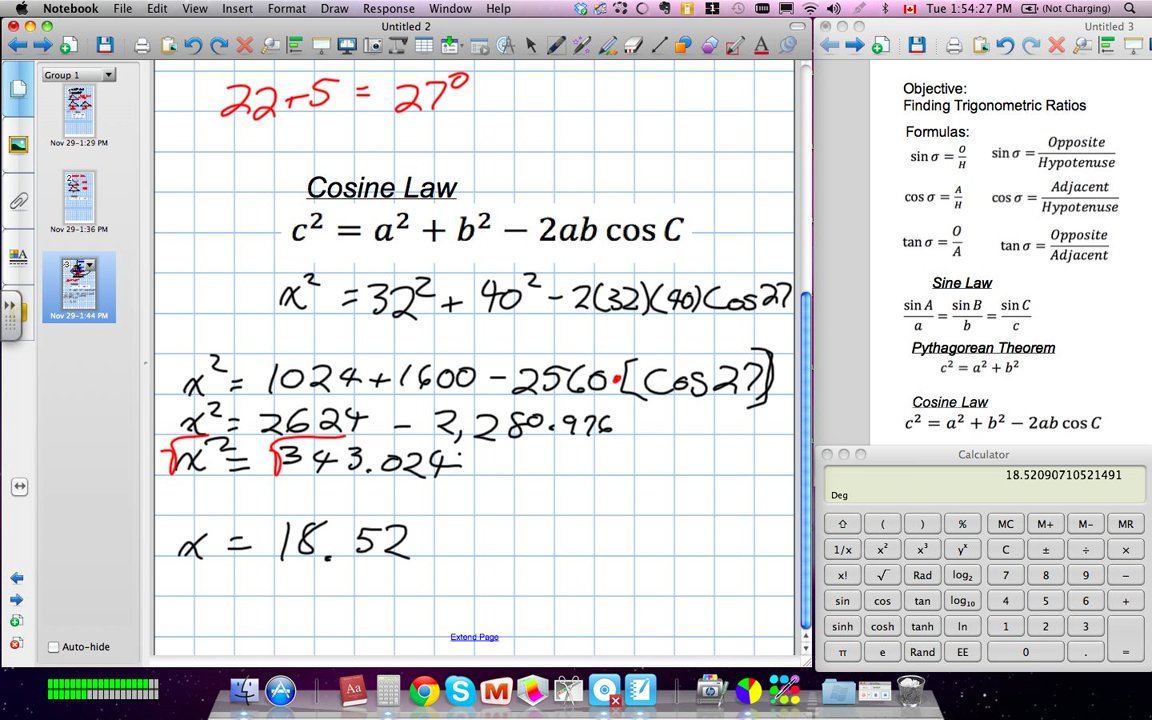 Notebook File Edit View Insert Format Draw Response Window Help Tue 1:54:27 PM (Not Charging)
Untitled 2
Untitled 3
Group 1
Nov 29-1:29 PM
Nov 29-1:36 PM
Nov 29-1:44 PM
Auto-hide
22+5 = 27°
Cosine Law
c² = a² + b² − 2ab cos C
x² = 32² + 40² - 2(32)(40)Cos27
x² = 1024 + 1600 - 2560 • [Cos27]
x² = 2624 - 2,280.976
√x² = √343.024
x = 18.52
Extend Page
Objective:
Finding Trigonometric Ratios
Formulas:
sin σ = O/H sin σ = Opposite/Hypotenuse
cos σ = A/H cos σ = Adjacent/Hypotenuse
tan σ = O/A tan σ = Opposite/Adjacent
Sine Law
sin A/a = sin B/b = sin C/c
Pythagorean Theorem
c² = a² + b²
Cosine Law
c² = a² + b² − 2ab cos C
Calculator
18.52090710521491
Deg
( ) % MC M+ M− MR
1/x x² x³ yˣ C ± ÷ ×
x! √ Rad log₂ 7 8 9 −
sin cos tan log₁₀ 4 5 6 +
sinh cosh tanh ln 1 2 3
π e Rand EE 0 . =